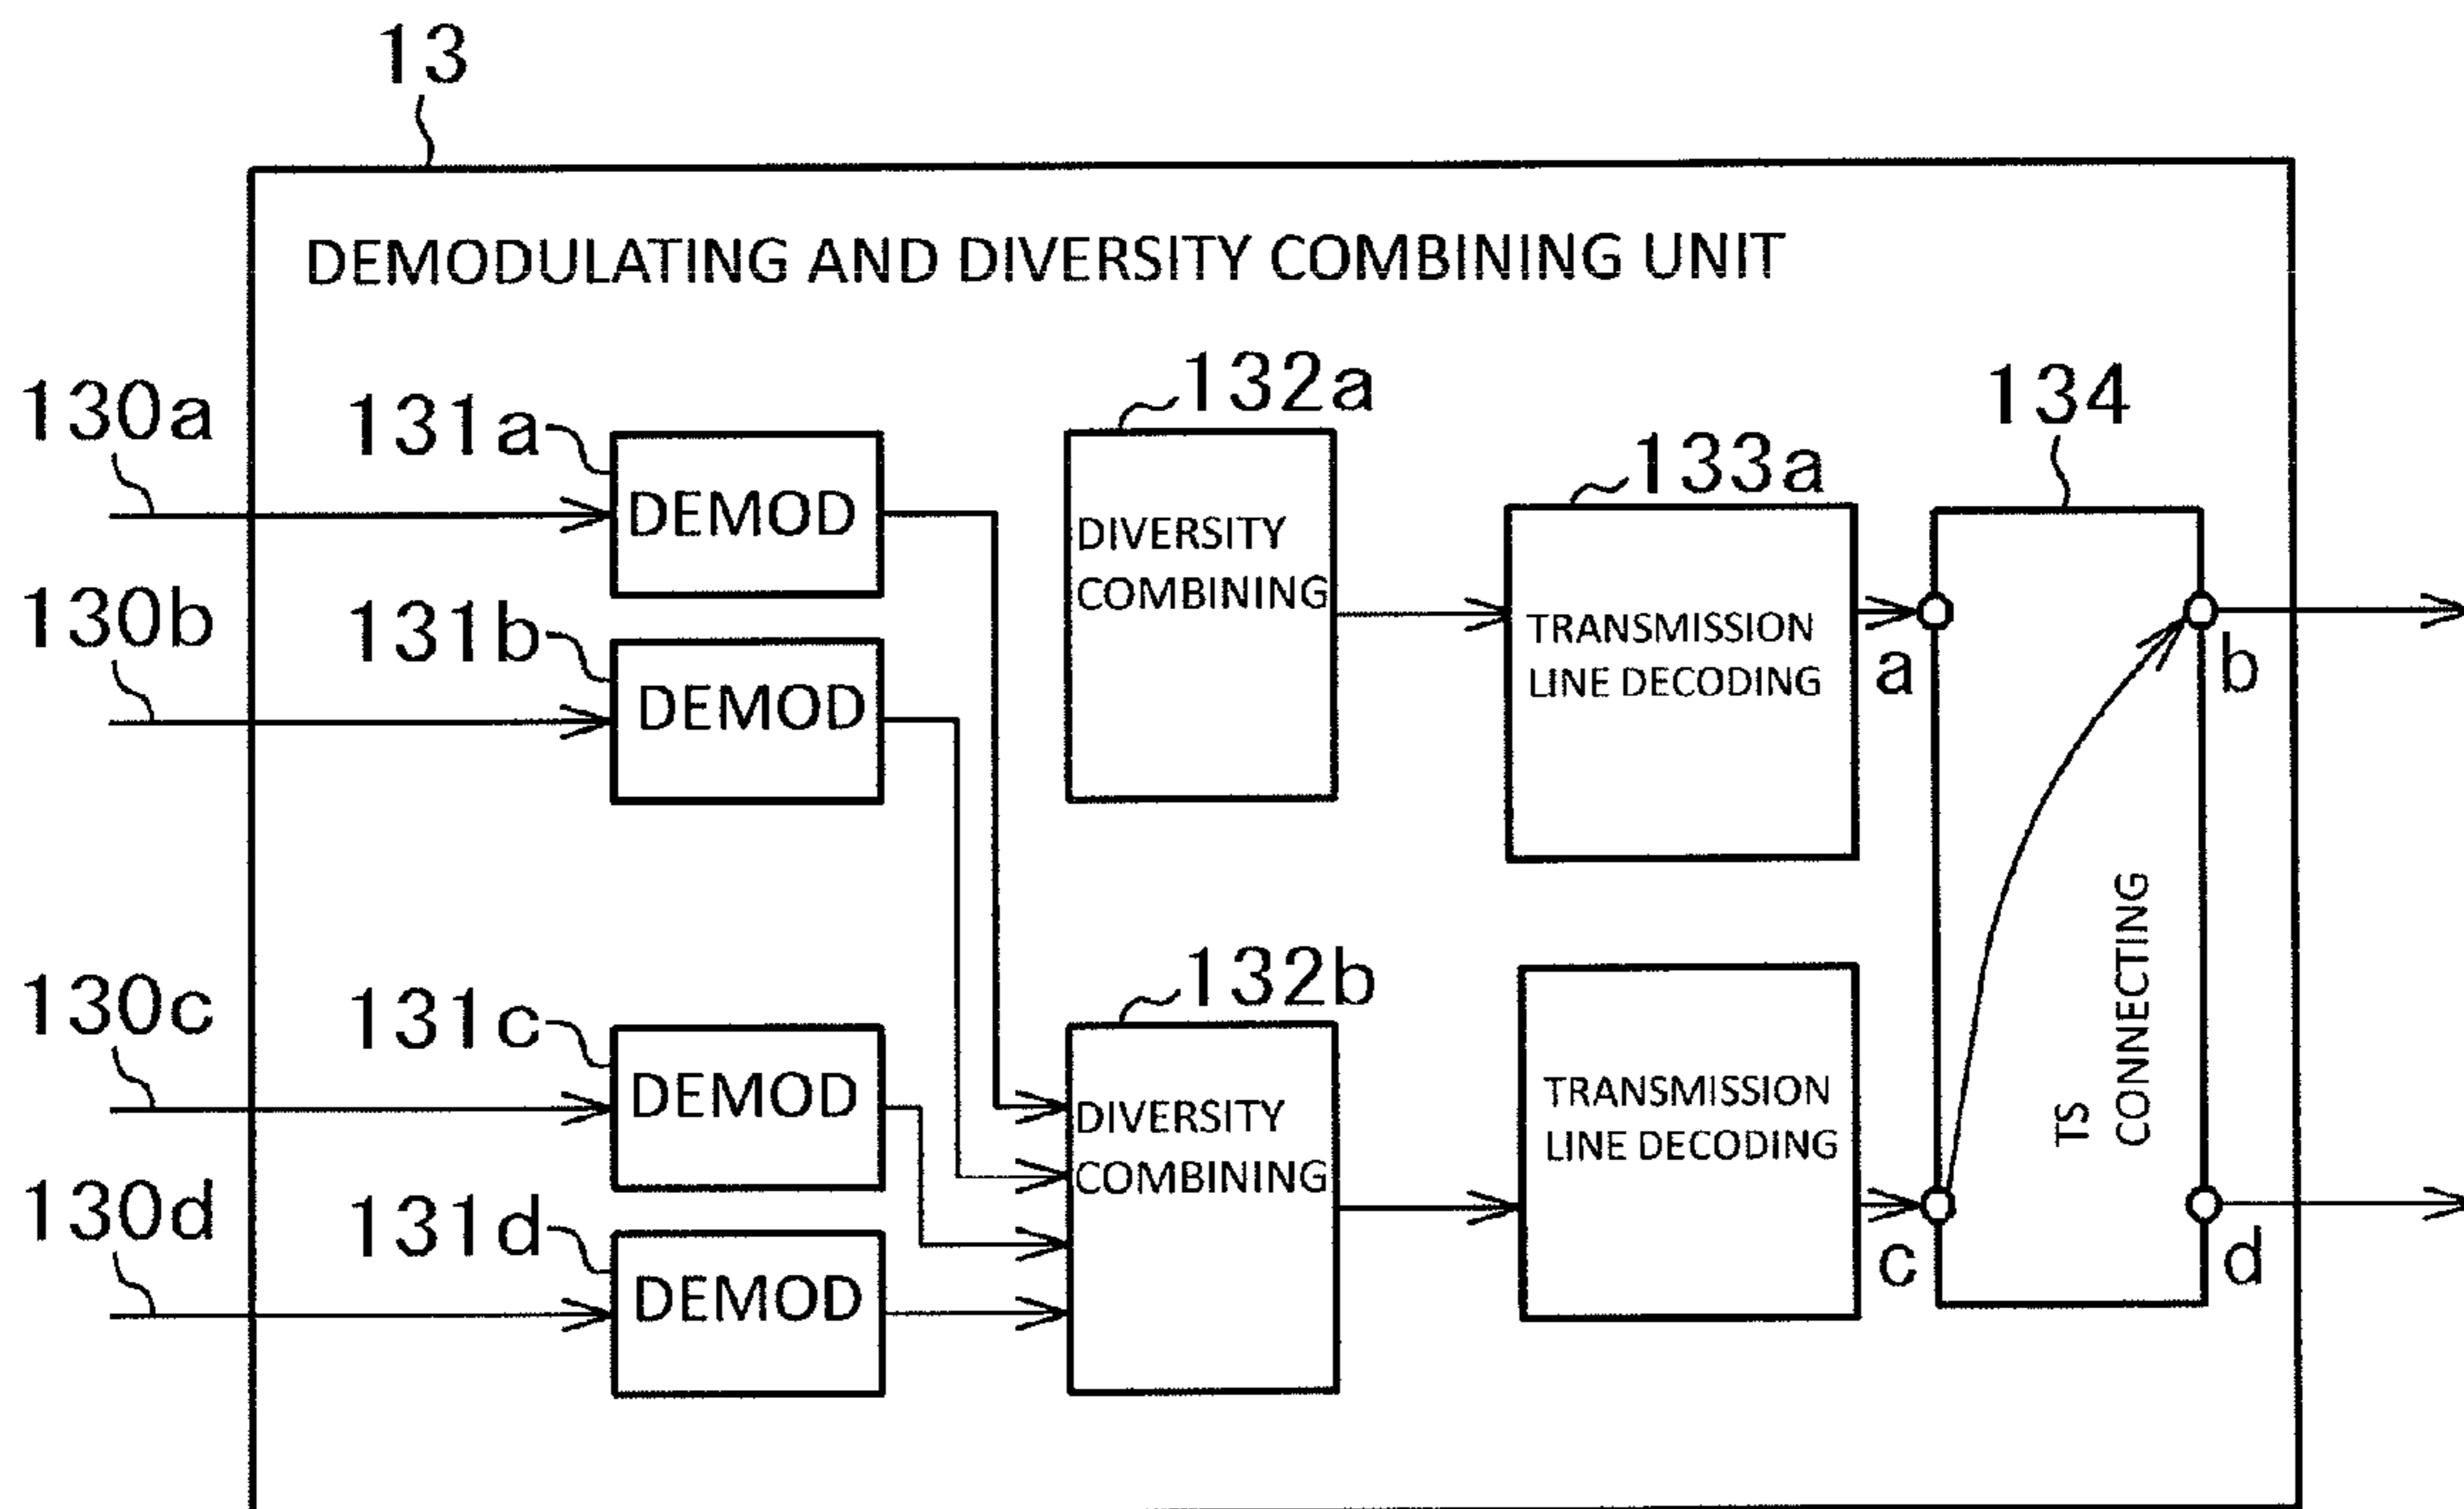 13
DEMODULATING AND DIVERSITY COMBINING UNIT
130a
131a
DEMOD
130b
131b
DEMOD
130c
131c
DEMOD
130d
131d
DEMOD
132a
DIVERSITY
COMBINING
132b
DIVERSITY
COMBINING
133a
TRANSMISSION
LINE DECODING
TRANSMISSION
LINE DECODING
134
a
b
c
d
TS
CONNECTING